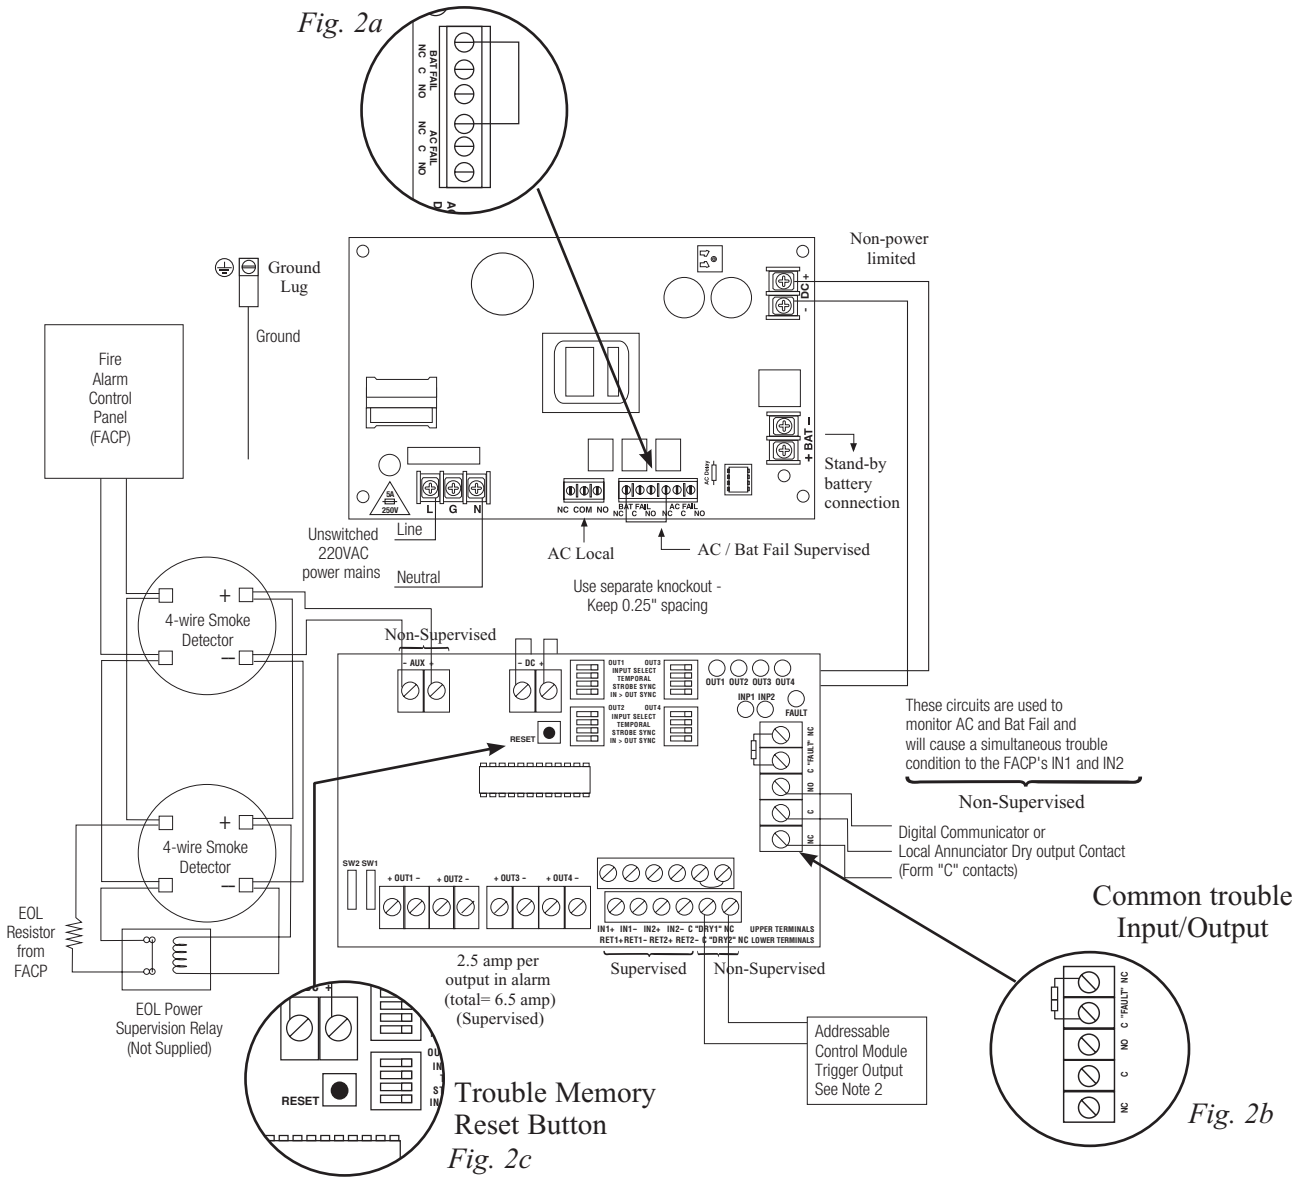 Fig. 2a
BAT FAIL
NC C NO
AC FAIL
NC C NO
AC
D
Ground
Lug
Ground
Non-power
limited
DC +
-
BAT -
+
Stand-by
battery
connection
Fire
Alarm
Control
Panel
(FACP)
5A
250V
L G N
AC Delay
NC COM NO
BAT FAIL
NC C NO
AC FAIL
NC C NO
Unswitched
220VAC
power mains
Line
Neutral
AC Local
AC / Bat Fail Supervised
Use separate knockout -
Keep 0.25" spacing
+
4-wire Smoke
Detector
–
Non-Supervised
- AUX +
- DC +
OUT1 OUT3
INPUT SELECT
TEMPORAL
STROBE SYNC
IN > OUT SYNC
OUT2 OUT4
INPUT SELECT
TEMPORAL
STROBE SYNC
IN > OUT SYNC
OUT1 OUT2 OUT3 OUT4
INP1 INP2
FAULT
RESET
C "FAULT" NC
NO
C
NC
These circuits are used to
monitor AC and Bat Fail and
will cause a simultaneous trouble
condition to the FACP's IN1 and IN2
Non-Supervised
Digital Communicator or
Local Annunciator Dry output Contact
(Form "C" contacts)
+
4-wire Smoke
Detector
–
EOL
Resistor
from
FACP
EOL Power
Supervision Relay
(Not Supplied)
SW2 SW1
+ OUT1 - + OUT2 -
+ OUT3 - + OUT4 -
IN1+ IN1- IN2+ IN2- C "DRY1" NC UPPER TERMINALS
RET1+ RET1- RET2+ RET2- C "DRY2" NC LOWER TERMINALS
Supervised
Non-Supervised
2.5 amp per
output in alarm
(total= 6.5 amp)
(Supervised)
Addressable
Control Module
Trigger Output
See Note 2
Common trouble
Input/Output
C "FAULT" NC
NO
C
NC
Fig. 2b
C +
OU
IN
T
S
IN
RESET
Trouble Memory
Reset Button
Fig. 2c